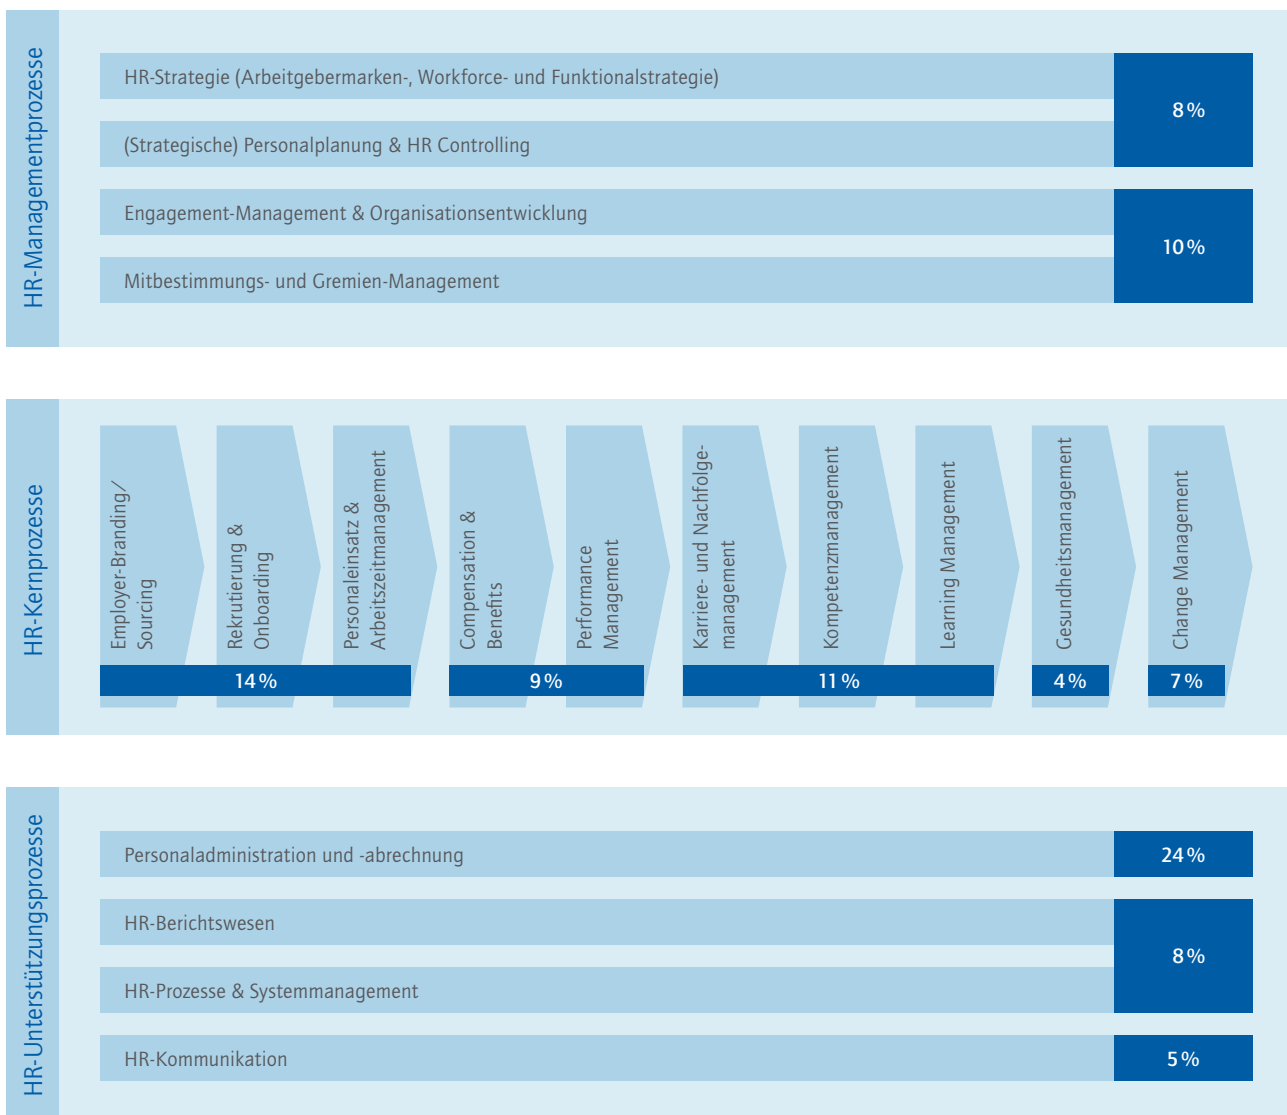 HR-Managementprozesse
HR-Strategie (Arbeitgebermarken-, Workforce- und Funktionalstrategie)
(Strategische) Personalplanung & HR Controlling
8 %
Engagement-Management & Organisationsentwicklung
Mitbestimmungs- und Gremien-Management
10 %
HR-Kernprozesse
Employer-Branding/
Sourcing
Rekrutierung &
Onboarding
Personaleinsatz &
Arbeitszeitmanagement
14 %
Compensation &
Benefits
Performance
Management
9 %
Karriere- und Nachfolge-
management
Kompetenzmanagement
Learning Management
11 %
Gesundheitsmanagement
4 %
Change Management
7 %
HR-Unterstützungsprozesse
Personaladministration und -abrechnung
24 %
HR-Berichtswesen
HR-Prozesse & Systemmanagement
8 %
HR-Kommunikation
5 %